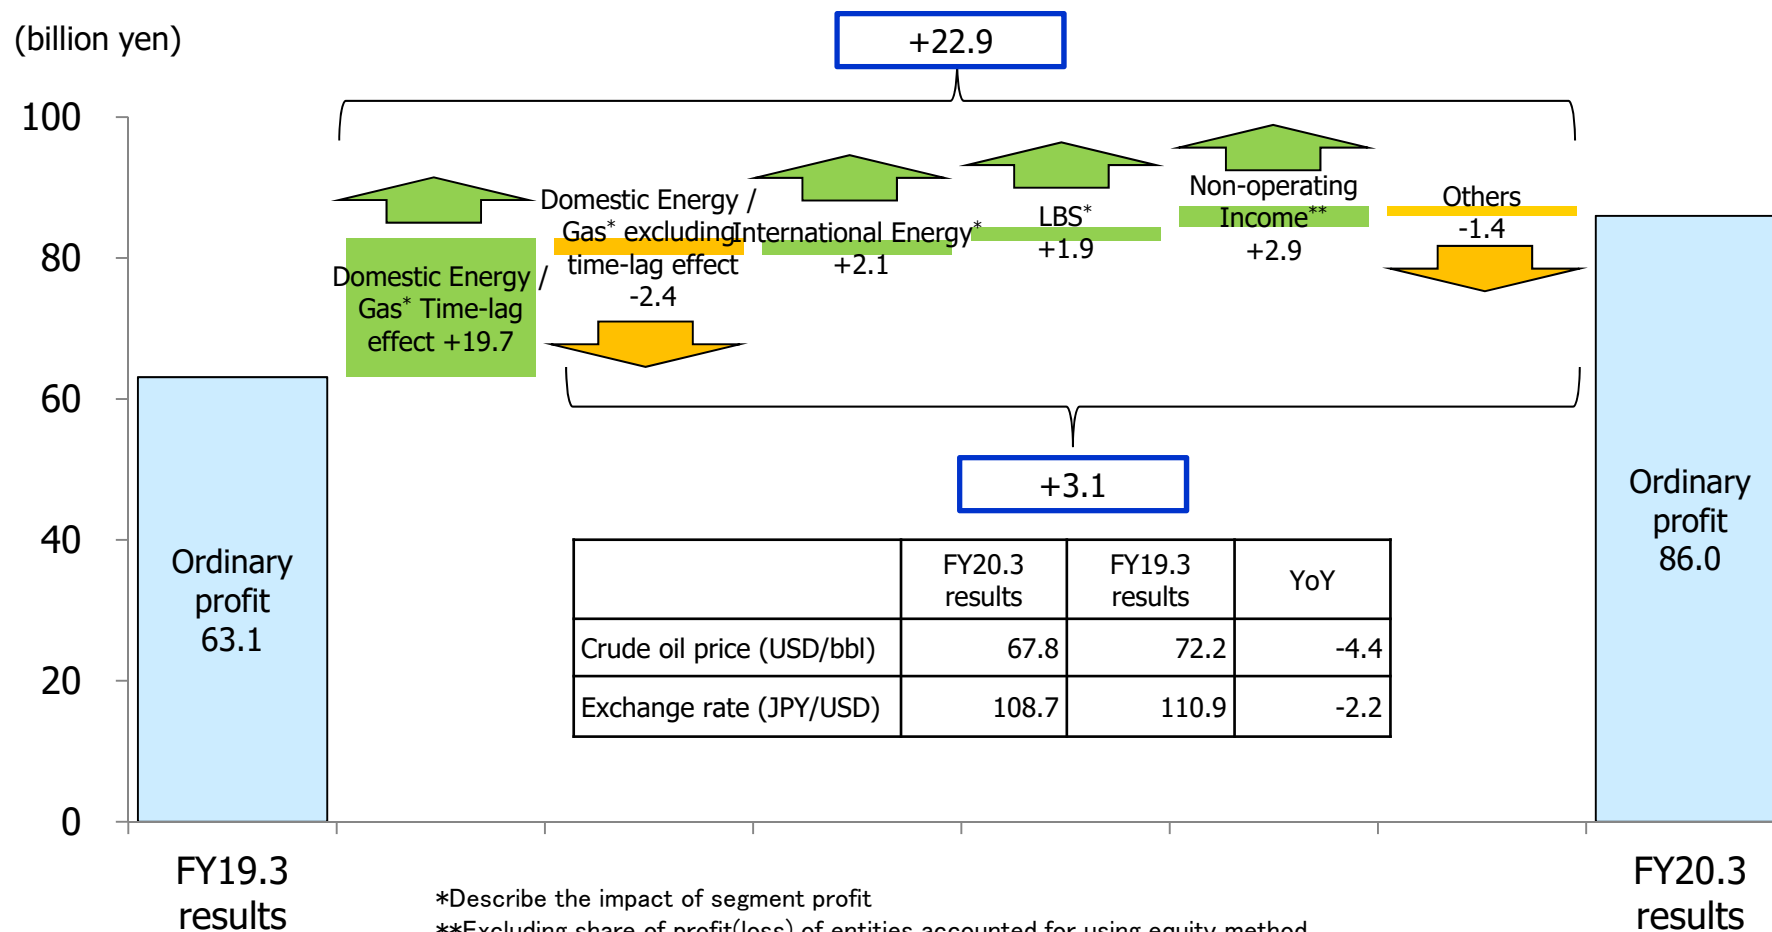 (billion yen)
+22.9
100
80
60
40
20
0
Domestic Energy /
Gas* Time-lag
effect +19.7
Domestic Energy /
Gas* excluding
time-lag effect
-2.4
International Energy*
+2.1
LBS*
+1.9
Non-operating
Income**
+2.9
Others
-1.4
+3.1
Ordinary
profit
63.1
Ordinary
profit
86.0
FY20.3
results
FY19.3
results
YoY
Crude oil price (USD/bbl) 67.8 72.2 -4.4
Exchange rate (JPY/USD) 108.7 110.9 -2.2
FY19.3
results
FY20.3
results
*Describe the impact of segment profit
**Excluding share of profit(loss) of entities accounted for using equity method